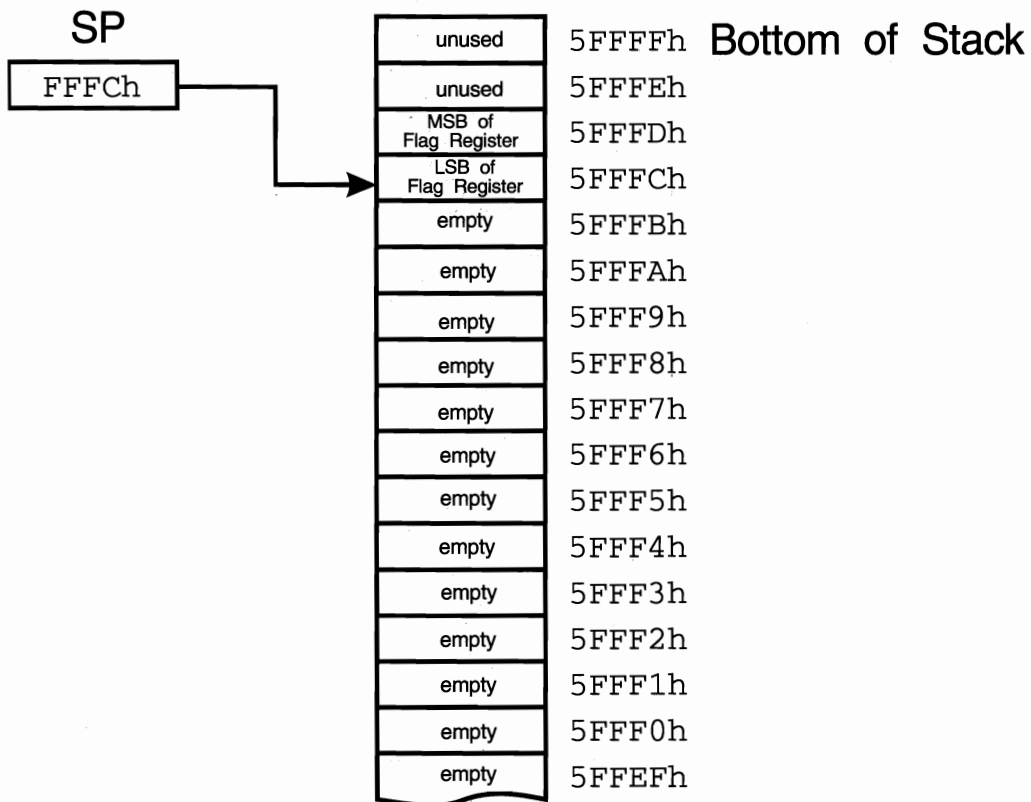 SP
FFFCh
unused 5FFFFh Bottom of Stack
unused 5FFFEh
MSB of
Flag Register 5FFFDh
LSB of
Flag Register 5FFFCh
empty 5FFFBh
empty 5FFFAh
empty 5FFF9h
empty 5FFF8h
empty 5FFF7h
empty 5FFF6h
empty 5FFF5h
empty 5FFF4h
empty 5FFF3h
empty 5FFF2h
empty 5FFF1h
empty 5FFF0h
empty 5FFEFh